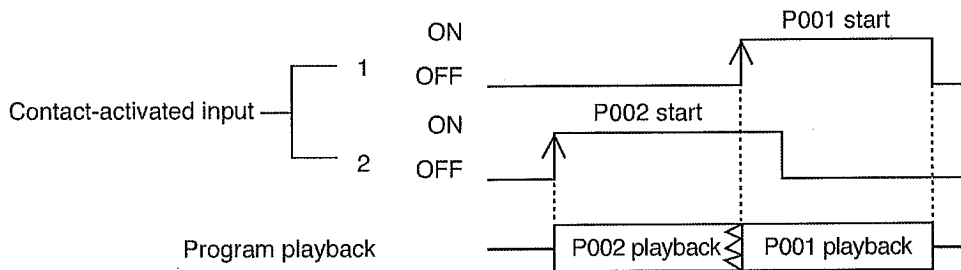 P001 start
ON
1
OFF
Contact-activated input
P002 start
ON
2
OFF
Program playback
P002 playback
P001 playback